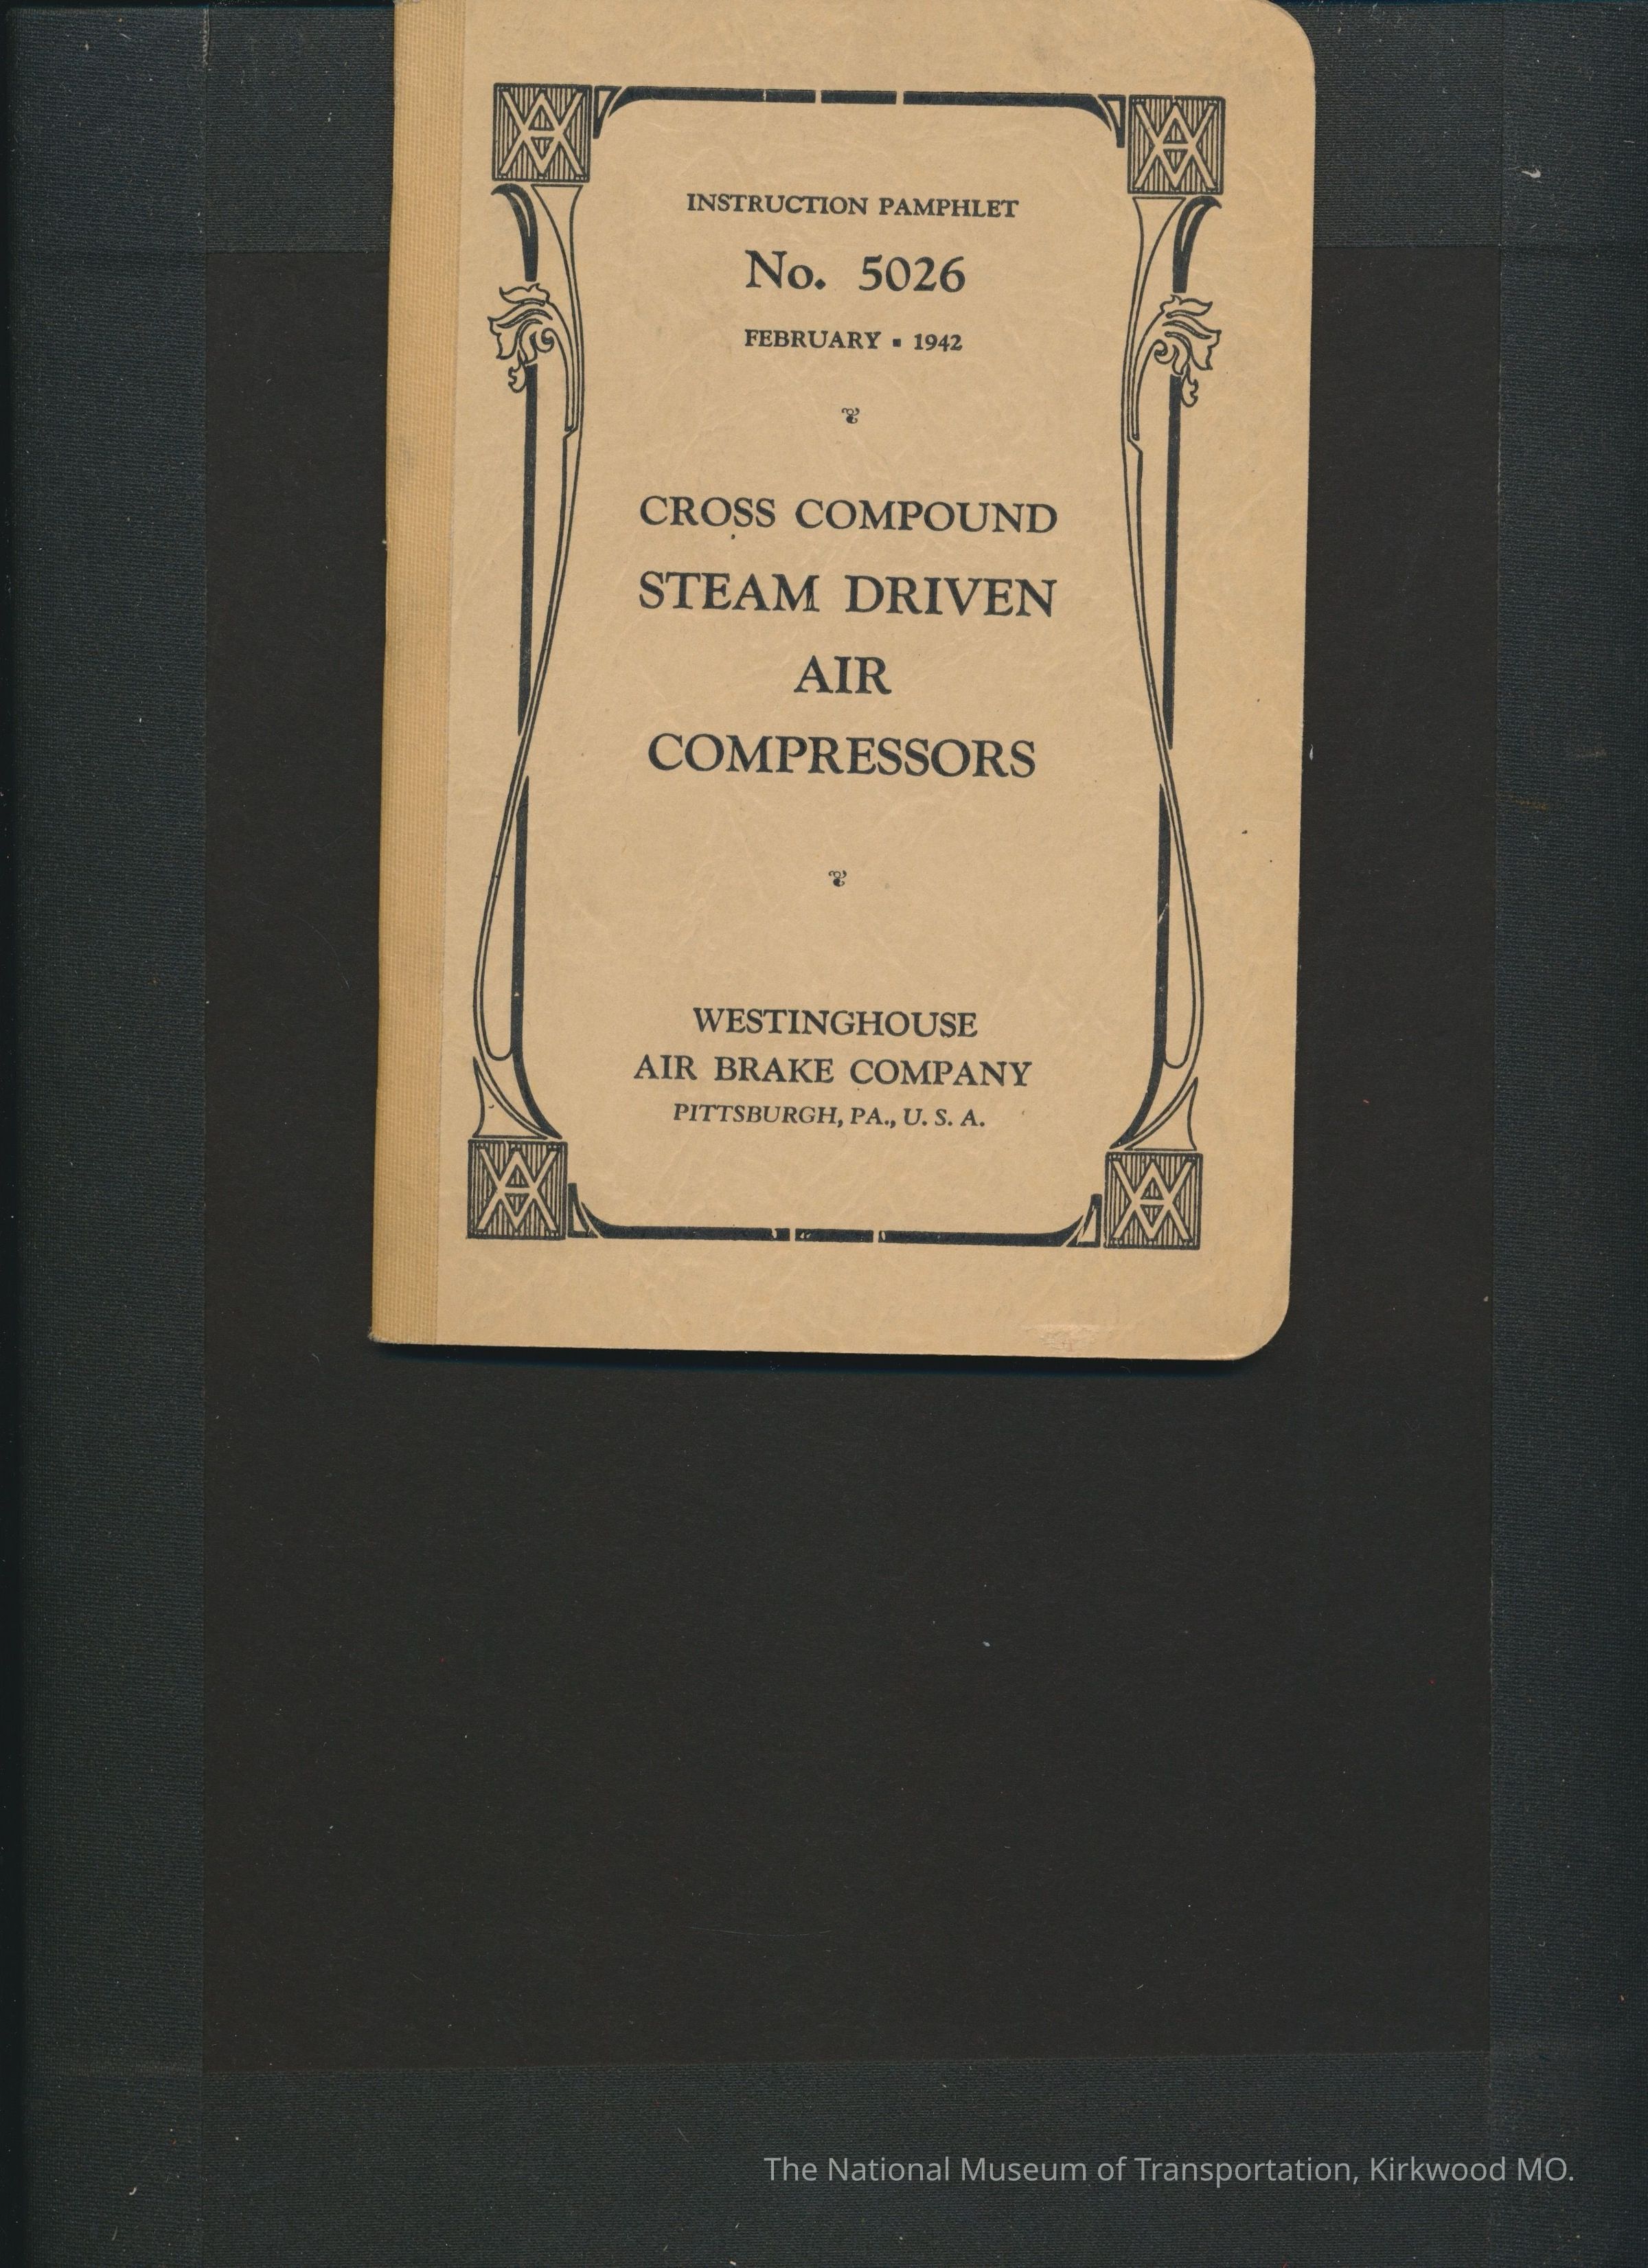 INSTRUCTION PAMPHLET
No. 5026
FEBRUARY ▪ 1942
CROSS COMPOUND
STEAM DRIVEN
AIR
COMPRESSORS
WESTINGHOUSE
AIR BRAKE COMPANY
PITTSBURGH, PA., U. S. A.
The National Museum of Transportation, Kirkwood MO.